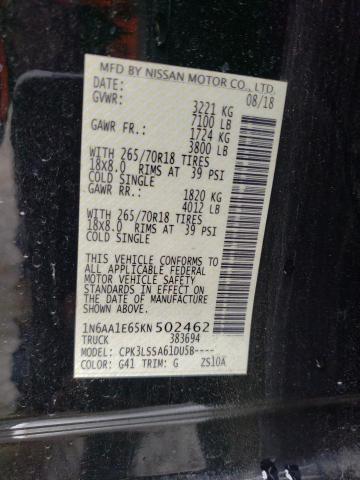 MFD BY NISSAN MOTOR CO., LTD.
DATE: 08/18
GVWR: 3221 KG
7100 LB
GAWR FR.: 1724 KG
3800 LB
WITH 265/70R18 TIRES
18x8.0 RIMS AT 39 PSI
COLD SINGLE
GAWR RR.: 1820 KG
4012 LB
WITH 265/70R18 TIRES
18x8.0 RIMS AT 39 PSI
COLD SINGLE
THIS VEHICLE CONFORMS TO
ALL APPLICABLE FEDERAL
MOTOR VEHICLE SAFETY
STANDARDS IN EFFECT ON
THE DATE OF MANUFACTURE
SHOWN ABOVE.
1N6AA1E65KN502462
TRUCK 383694
MODEL: CPK3LSSA61DU5B----
COLOR: G41 TRIM: G ZS10A